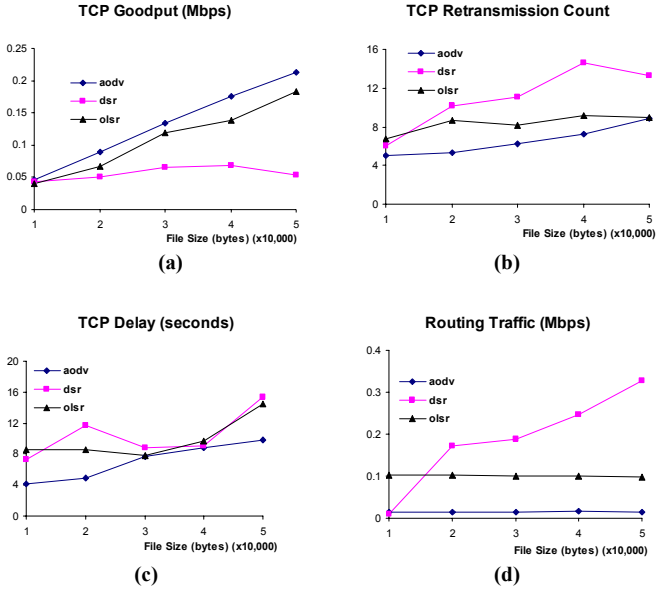 TCP Goodput (Mbps)
0.25
0.2
0.15
0.1
0.05
0
aodv
dsr
olsr
1 2 3 4 5
File Size (bytes) (x10,000)
(a)
TCP Retransmission Count
16
12
8
4
0
aodv
dsr
olsr
1 2 3 4 5
File Size (bytes) (x10,000)
(b)
TCP Delay (seconds)
20
16
12
8
4
0
aodv
dsr
olsr
1 2 3 4 5
File Size (bytes) (x10,000)
(c)
Routing Traffic (Mbps)
0.4
0.3
0.2
0.1
0
aodv
dsr
olsr
1 2 3 4 5
File Size (bytes) (x10,000)
(d)